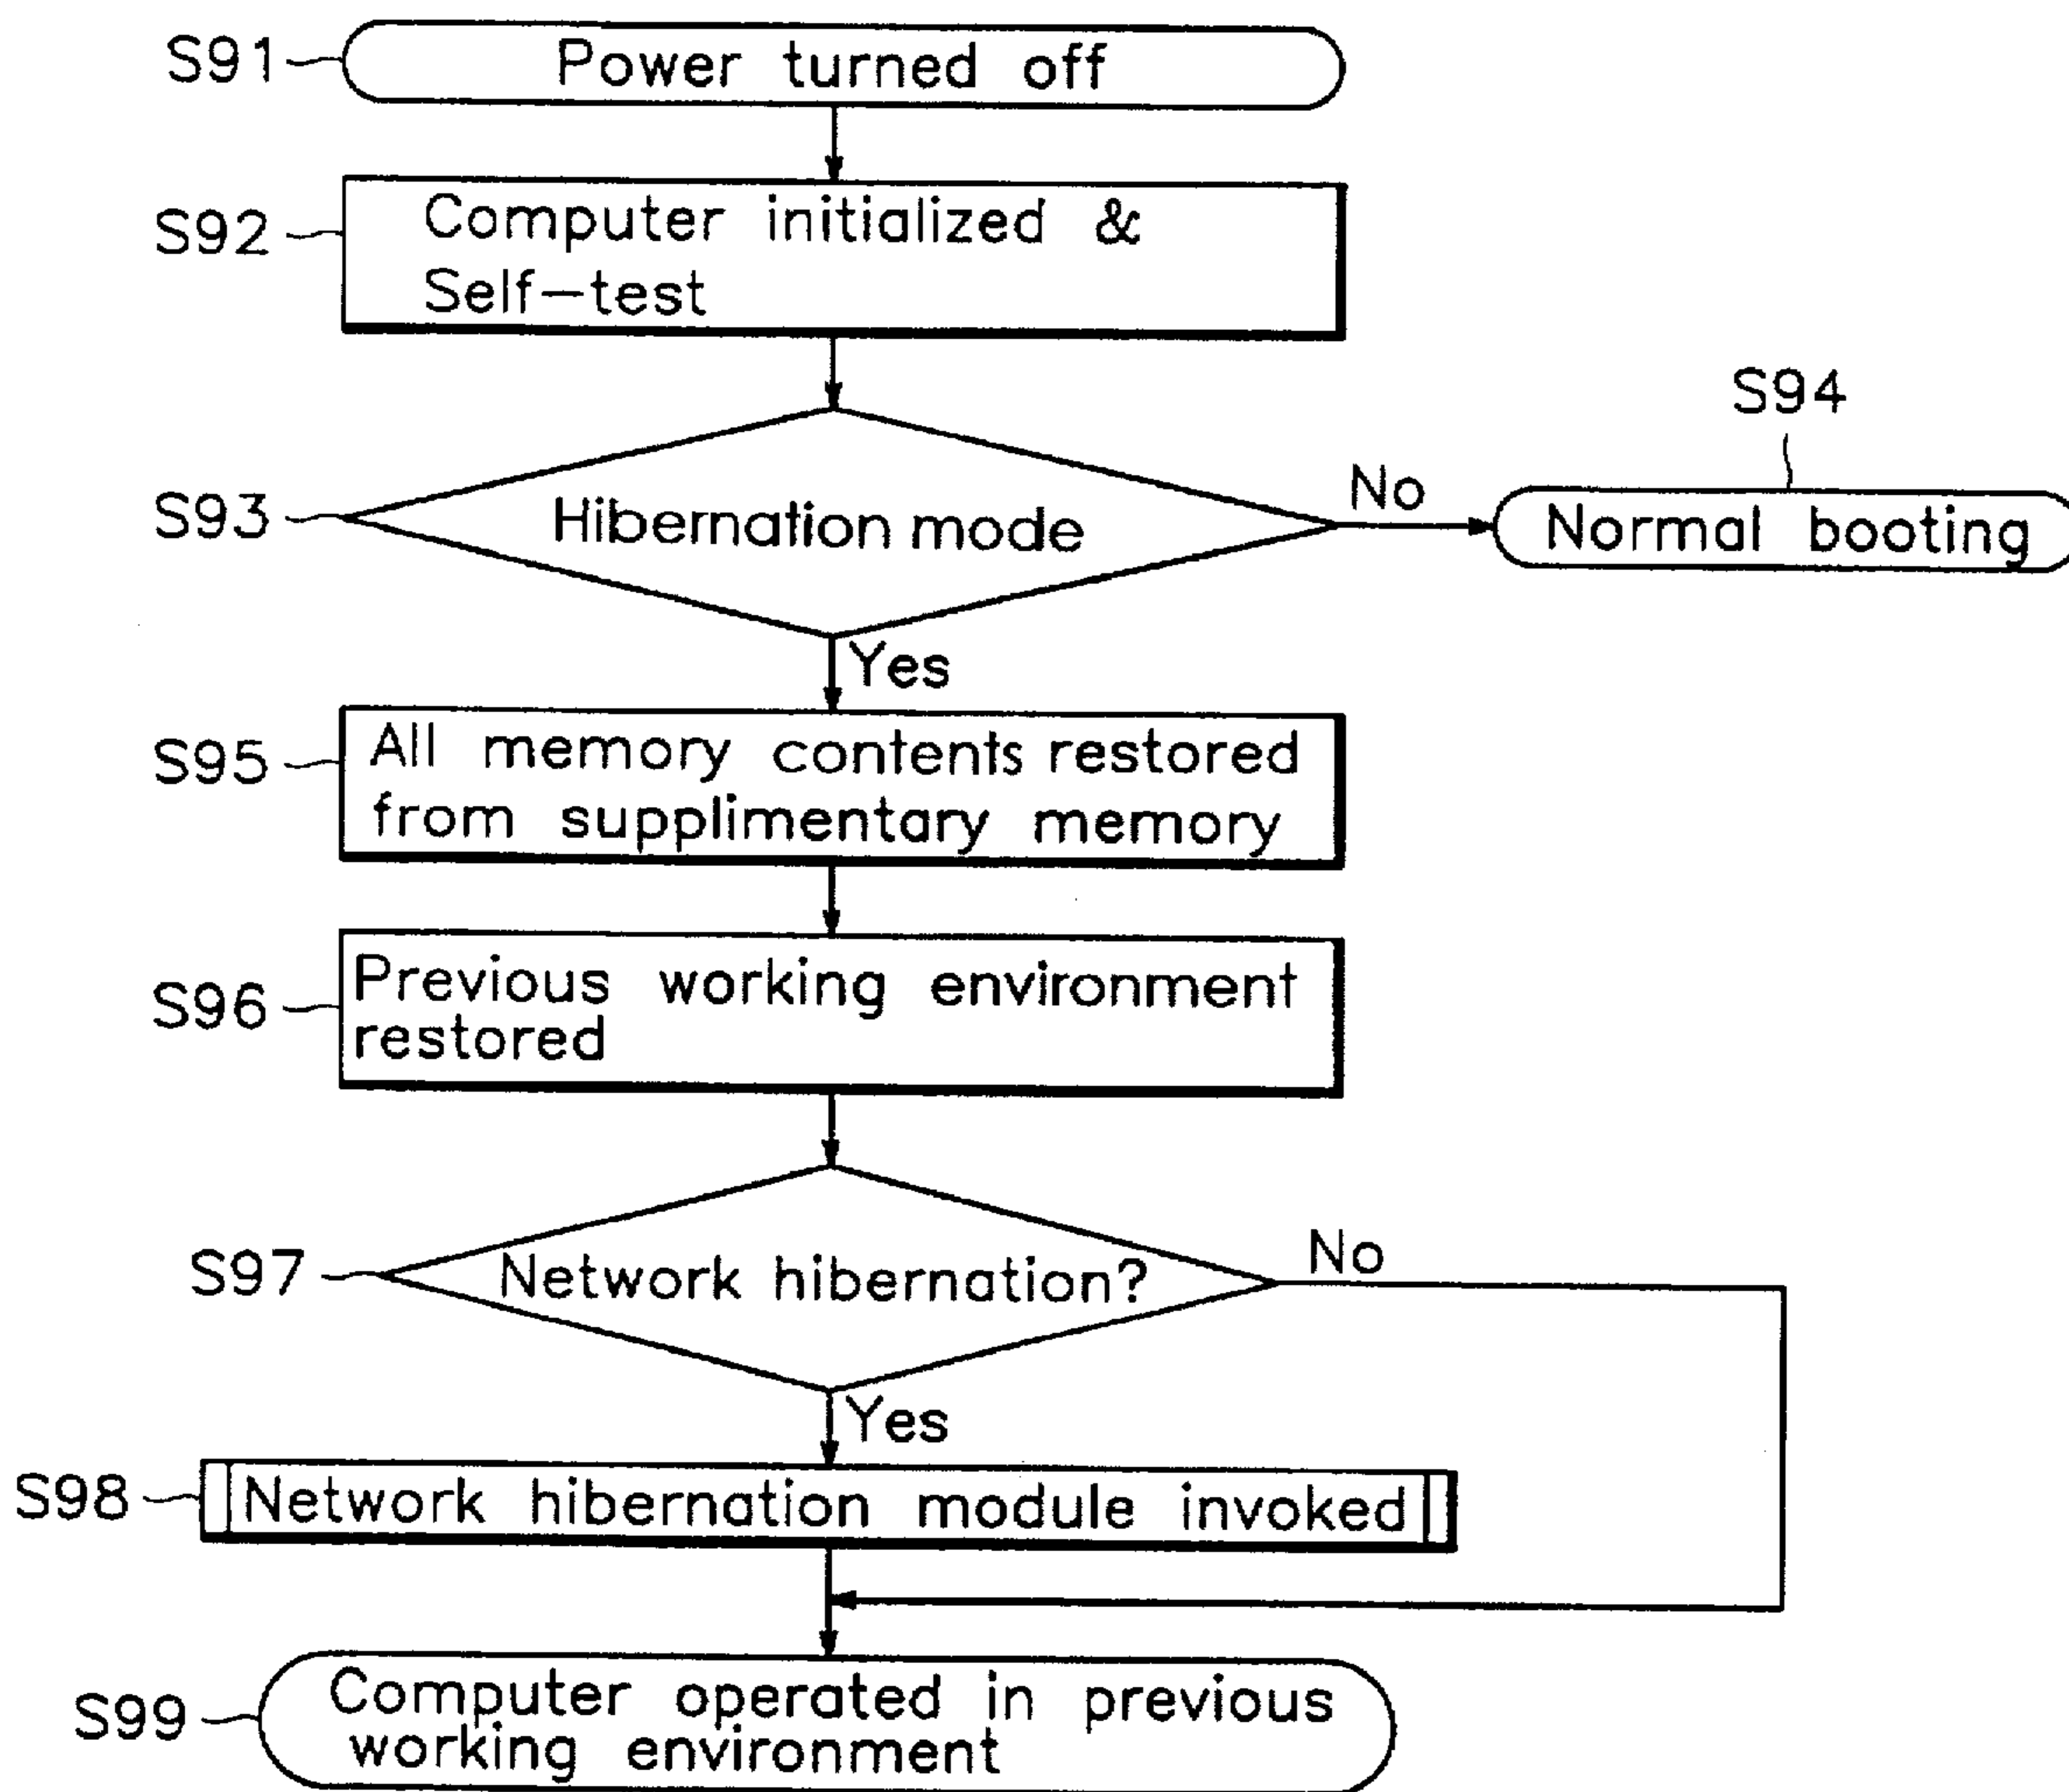 S91
Power turned off
S92
Computer initialized &
Self-test
S93
Hibernation mode
No
S94
Normal booting
Yes
S95
All memory contents restored
from supplimentary memory
S96
Previous working environment
restored
S97
Network hibernation?
No
Yes
S98
Network hibernation module invoked
S99
Computer operated in previous
working environment